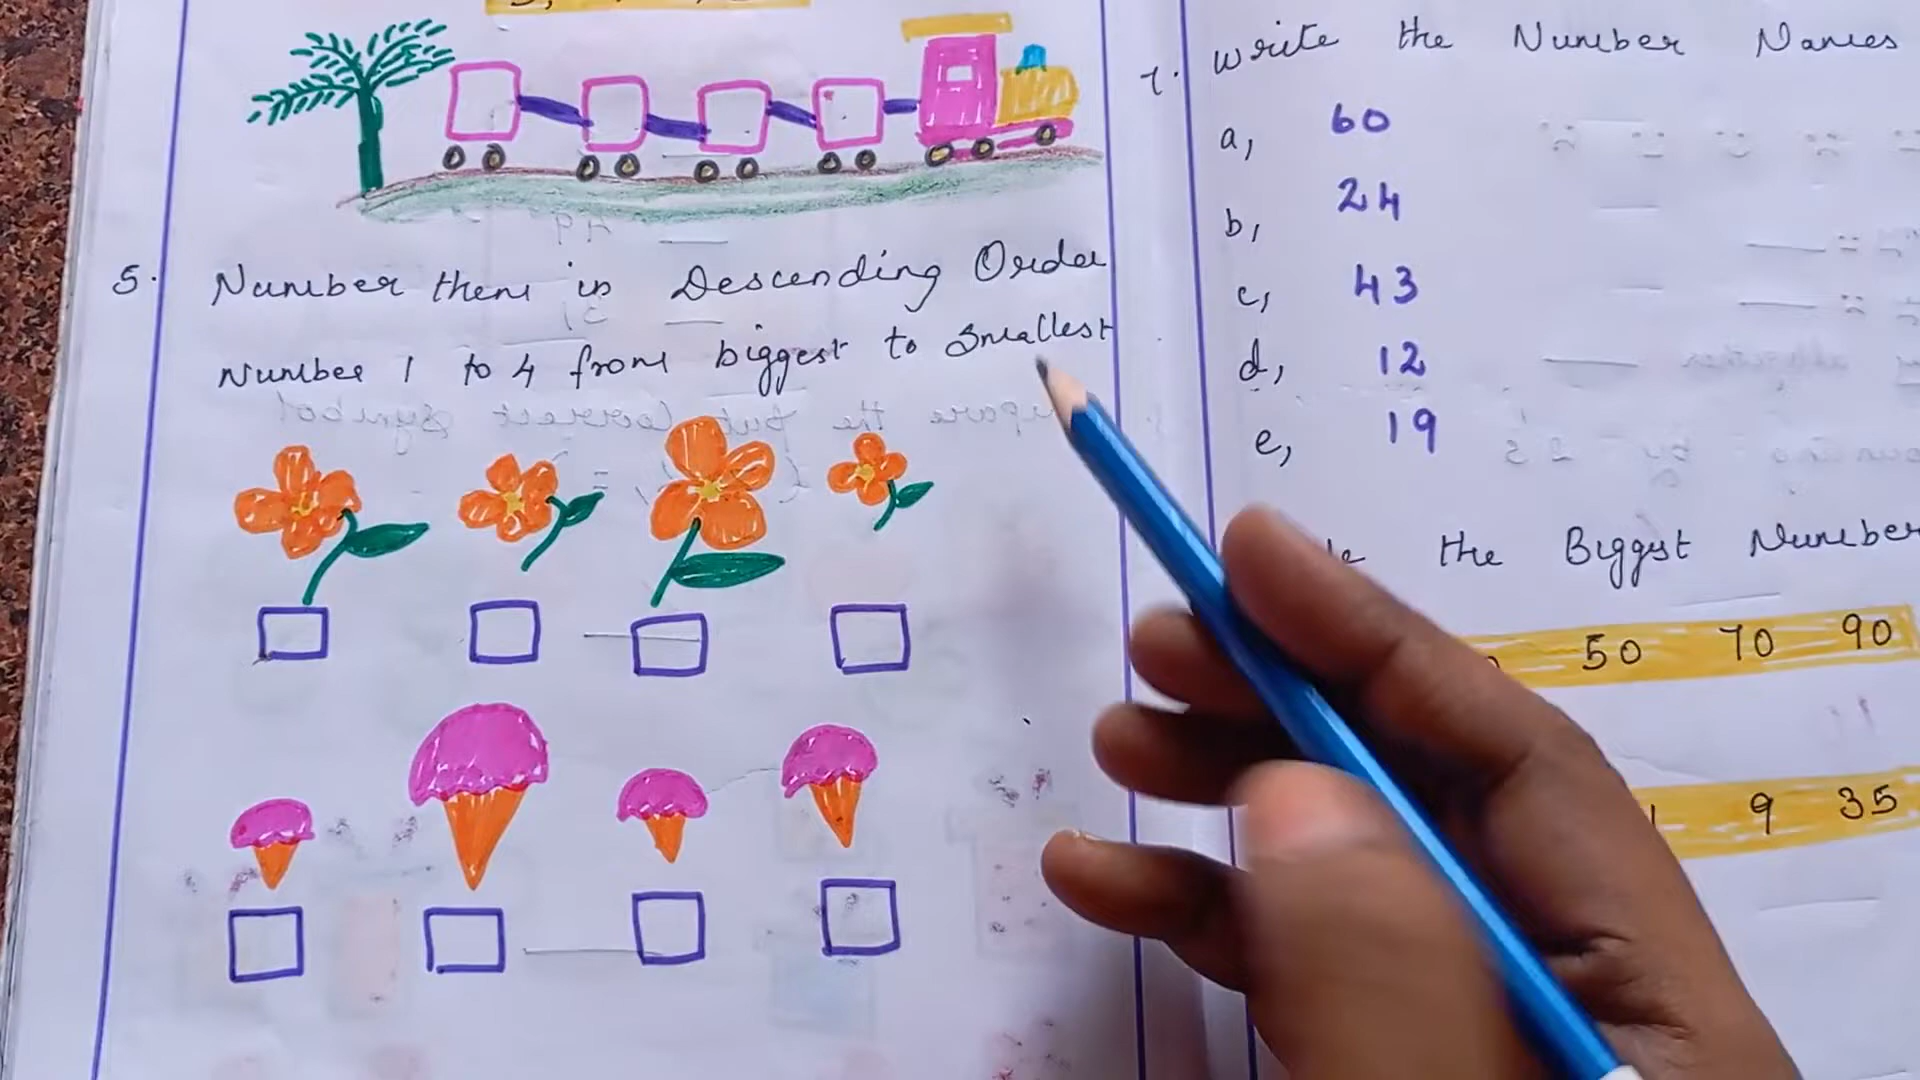 5. Number them in Descending Order
Number 1 to 4 from biggest to Smallest
7. Write the Number Names
a, 60
b, 24
c, 43
d, 12
e, 19
the Biggest Number
50 70 90
9 35